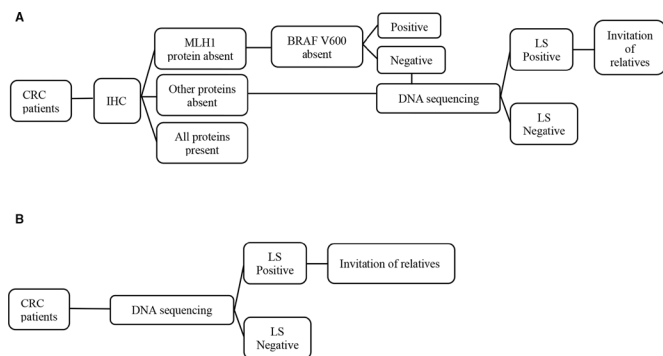 A
MLH1
protein absent
BRAF V600
absent
Positive
Negative
LS
Positive
Invitation
of
relatives
CRC
patients
IHC
Other proteins
absent
DNA sequencing
All proteins
present
LS
Negative
B
LS
Positive
Invitation of relatives
CRC
patients
DNA sequencing
LS
Negative